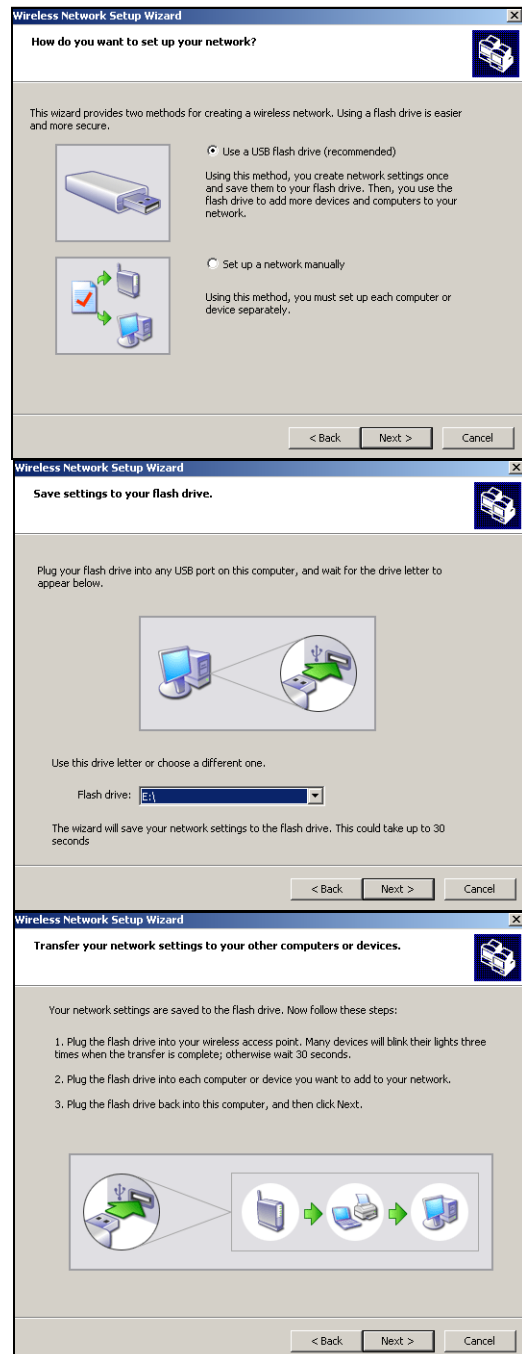 Wireless Network Setup Wizard
How do you want to set up your network?
This wizard provides two methods for creating a wireless network. Using a flash drive is easier
and more secure.
Use a USB flash drive (recommended)
Using this method, you create network settings once
and save them to your flash drive. Then, you use the
flash drive to add more devices and computers to your
network.
Set up a network manually
Using this method, you must set up each computer or
device separately.
< Back Next > Cancel
Wireless Network Setup Wizard
Save settings to your flash drive.
Plug your flash drive into any USB port on this computer, and wait for the drive letter to
appear below.
Use this drive letter or choose a different one.
Flash drive: E:\
The wizard will save your network settings to the flash drive. This could take up to 30
seconds
< Back Next > Cancel
Wireless Network Setup Wizard
Transfer your network settings to your other computers or devices.
Your network settings are saved to the flash drive. Now follow these steps:
1. Plug the flash drive into your wireless access point. Many devices will blink their lights three
times when the transfer is complete; otherwise wait 30 seconds.
2. Plug the flash drive into each computer or device you want to add to your network.
3. Plug the flash drive back into this computer, and then click Next.
< Back Next > Cancel